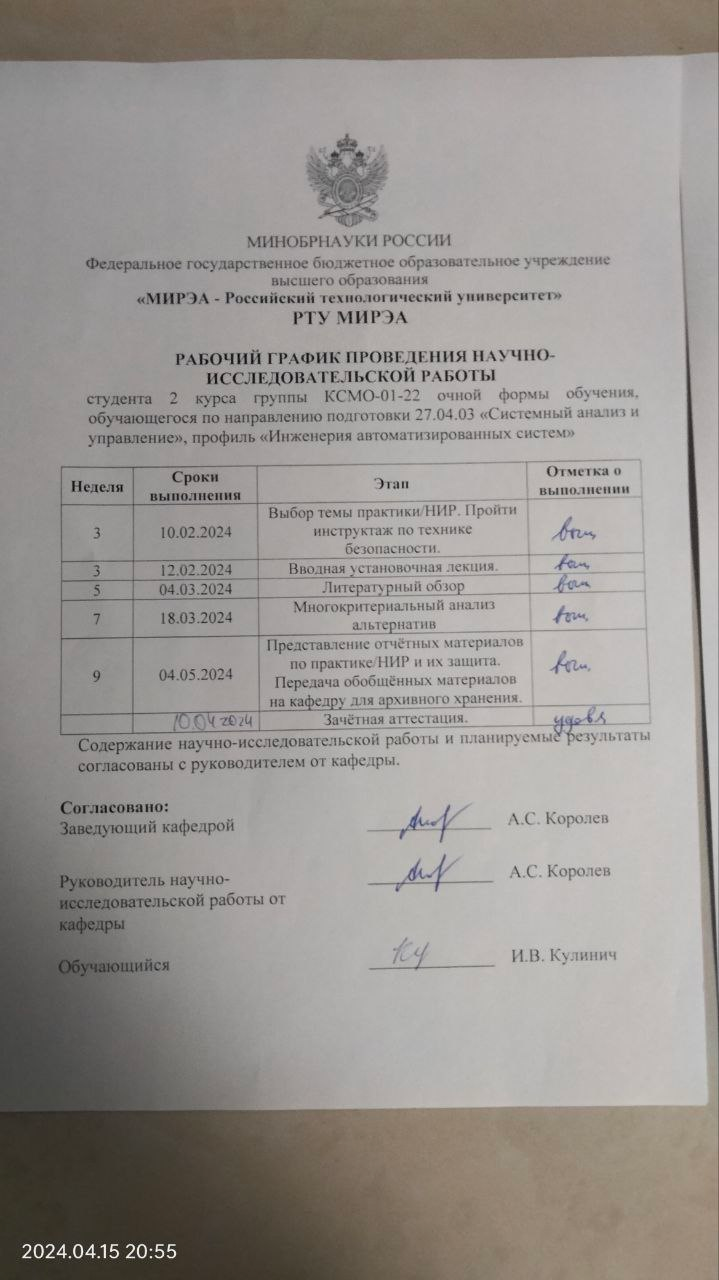 МИНОБРНАУКИ РОССИИ
Федеральное государственное бюджетное образовательное учреждение
высшего образования
«МИРЭА - Российский технологический университет»
РТУ МИРЭА
РАБОЧИЙ ГРАФИК ПРОВЕДЕНИЯ НАУЧНО-
ИССЛЕДОВАТЕЛЬСКОЙ РАБОТЫ
студента 2 курса группы КСМО-01-22 очной формы обучения,
обучающегося по направлению подготовки 27.04.03 «Системный анализ и
управление», профиль «Инженерия автоматизированных систем»
Неделя Сроки выполнения Этап Отметка о выполнении
3 10.02.2024 Выбор темы практики/НИР. Пройти
инструктаж по технике
безопасности. вып
3 12.02.2024 Вводная установочная лекция. вып
5 04.03.2024 Литературный обзор вып
7 18.03.2024 Многокритериальный анализ
альтернатив вып.
9 04.05.2024 Представление отчётных материалов
по практике/НИР и их защита.
Передача обобщённых материалов
на кафедру для архивного хранения. вып.
10.04 2024 Зачётная аттестация. удовл
Содержание научно-исследовательской работы и планируемые результаты
согласованы с руководителем от кафедры.
Согласовано:
Заведующий кафедрой А.С. Королев
Руководитель научно- А.С. Королев
исследовательской работы от
кафедры
Обучающийся И.В. Кулинич
2024.04.15 20:55